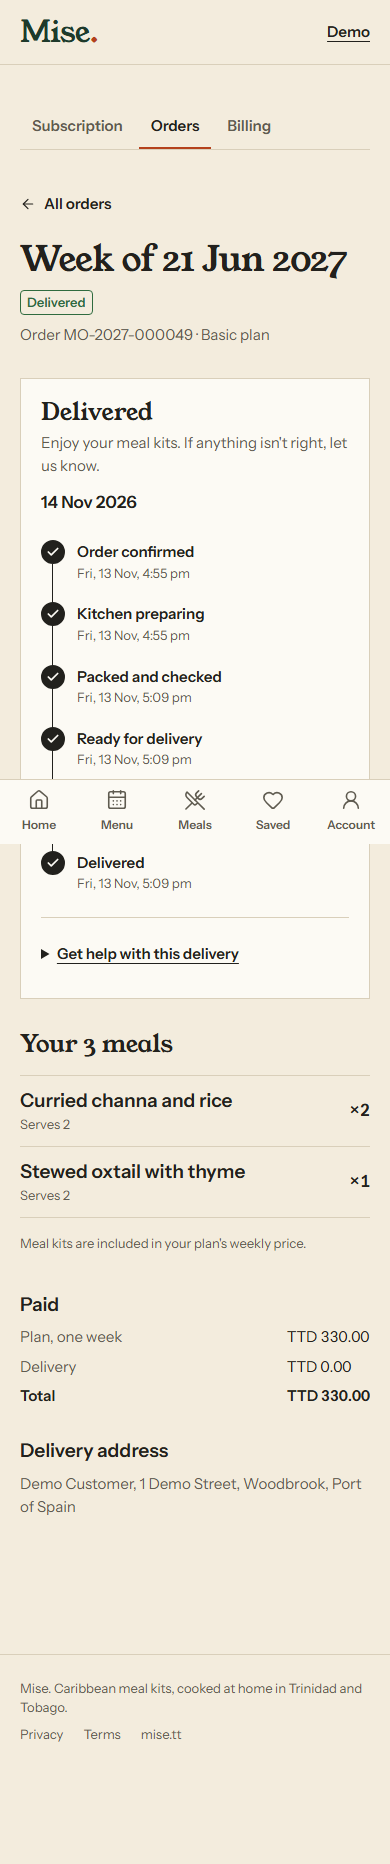 Mise.
Demo
Subscription
Orders
Billing
All orders
Week of 21 Jun 2027
Delivered
Order MO-2027-000049 · Basic plan
Delivered
Enjoy your meal kits. If anything isn't right, let
us know.
14 Nov 2026
Order confirmed
Fri, 13 Nov, 4:55 pm
Kitchen preparing
Fri, 13 Nov, 4:55 pm
Packed and checked
Fri, 13 Nov, 5:09 pm
Ready for delivery
Fri, 13 Nov, 5:09 pm
Home
Menu
Meals
Saved
Account
Delivered
Fri, 13 Nov, 5:09 pm
Get help with this delivery
Your 3 meals
Curried channa and rice
×2
Serves 2
Stewed oxtail with thyme
×1
Serves 2
Meal kits are included in your plan's weekly price.
Paid
Plan, one week TTD 330.00
Delivery TTD 0.00
Total TTD 330.00
Delivery address
Demo Customer, 1 Demo Street, Woodbrook, Port
of Spain
Mise. Caribbean meal kits, cooked at home in Trinidad and
Tobago.
Privacy
Terms
mise.tt